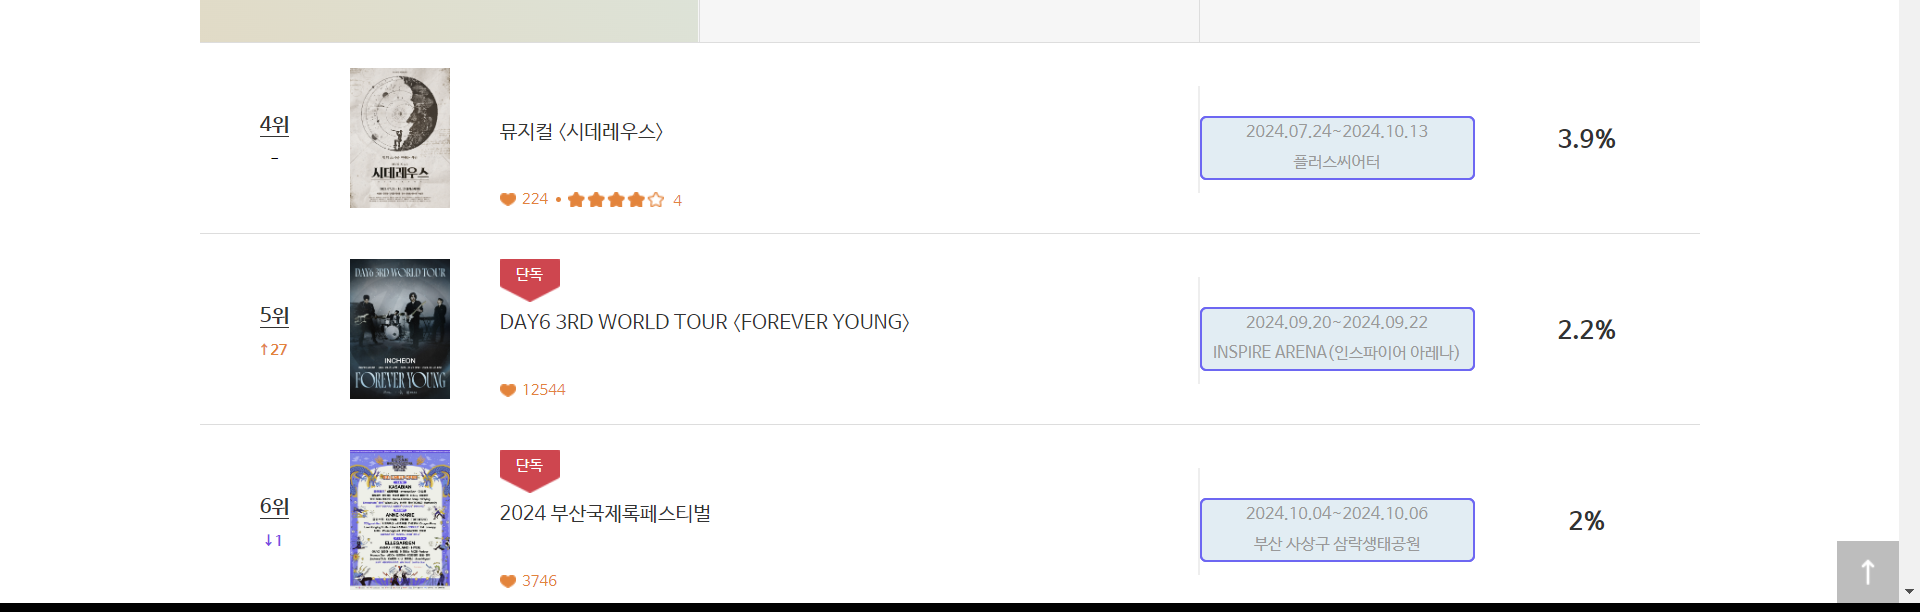 4위
-
시데레우스
뮤지컬 〈시데레우스〉
224 • 4
2024.07.24~2024.10.13
플러스씨어터
3.9%
5위
↑27
DAY6 3RD WORLD TOUR
INCHEON
FOREVER YOUNG
단독
DAY6 3RD WORLD TOUR 〈FOREVER YOUNG〉
12544
2024.09.20~2024.09.22
INSPIRE ARENA(인스파이어 아레나)
2.2%
6위
↓1
KASABIAN
ANNE-MARIE
ELLEGARDEN
단독
2024 부산국제록페스티벌
3746
2024.10.04~2024.10.06
부산 사상구 삼락생태공원
2%
↑